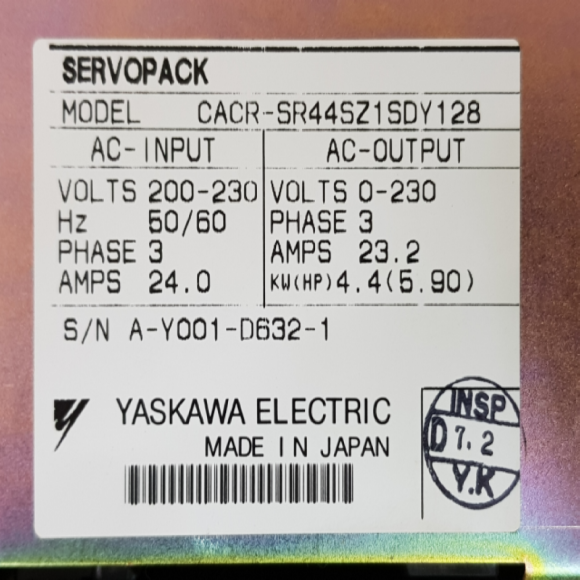 SERVOPACK
MODEL CACR-SR44SZ1SDY128
AC-INPUT AC-OUTPUT
VOLTS 200-230 VOLTS 0-230
Hz 50/60 PHASE 3
PHASE 3 AMPS 23.2
AMPS 24.0 KW(HP) 4.4(5.90)
S/N A-Y001-D632-1
YASKAWA ELECTRIC
MADE IN JAPAN
INSP
D 7.2
Y.K